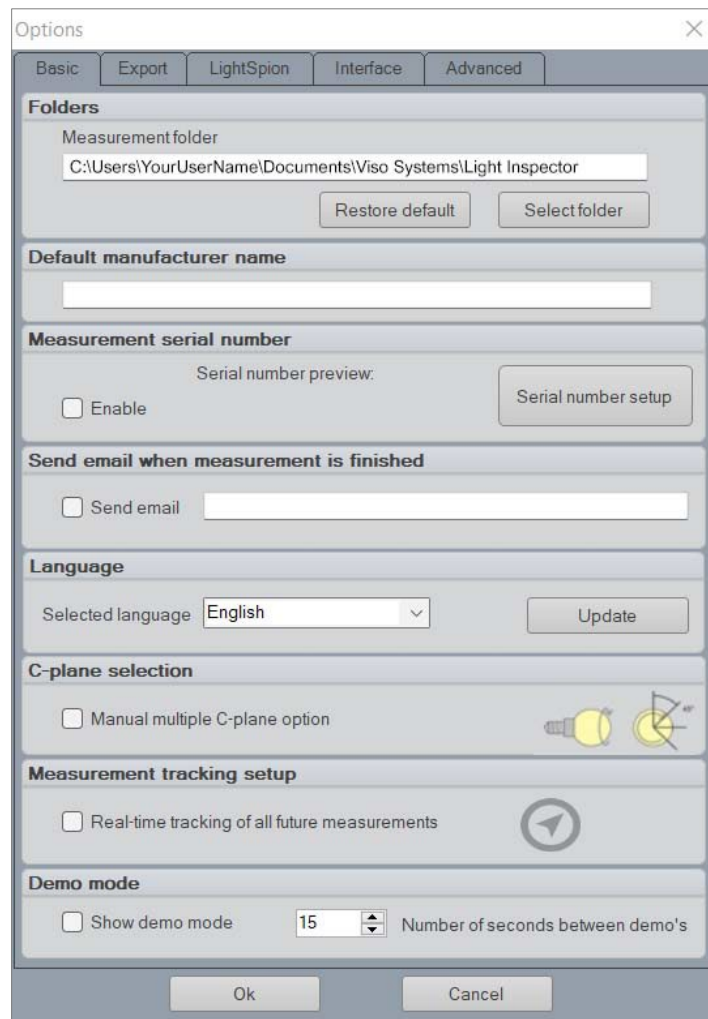 Options
Basic Export LightSpion Interface Advanced
Folders
Measurement folder
C:\Users\YourUserName\Documents\Viso Systems\Light Inspector
Restore default Select folder
Default manufacturer name
Measurement serial number
Serial number preview:
Enable
Serial number setup
Send email when measurement is finished
Send email
Language
Selected language English Update
C-plane selection
Manual multiple C-plane option
Measurement tracking setup
Real-time tracking of all future measurements
Demo mode
Show demo mode 15 Number of seconds between demo's
Ok Cancel